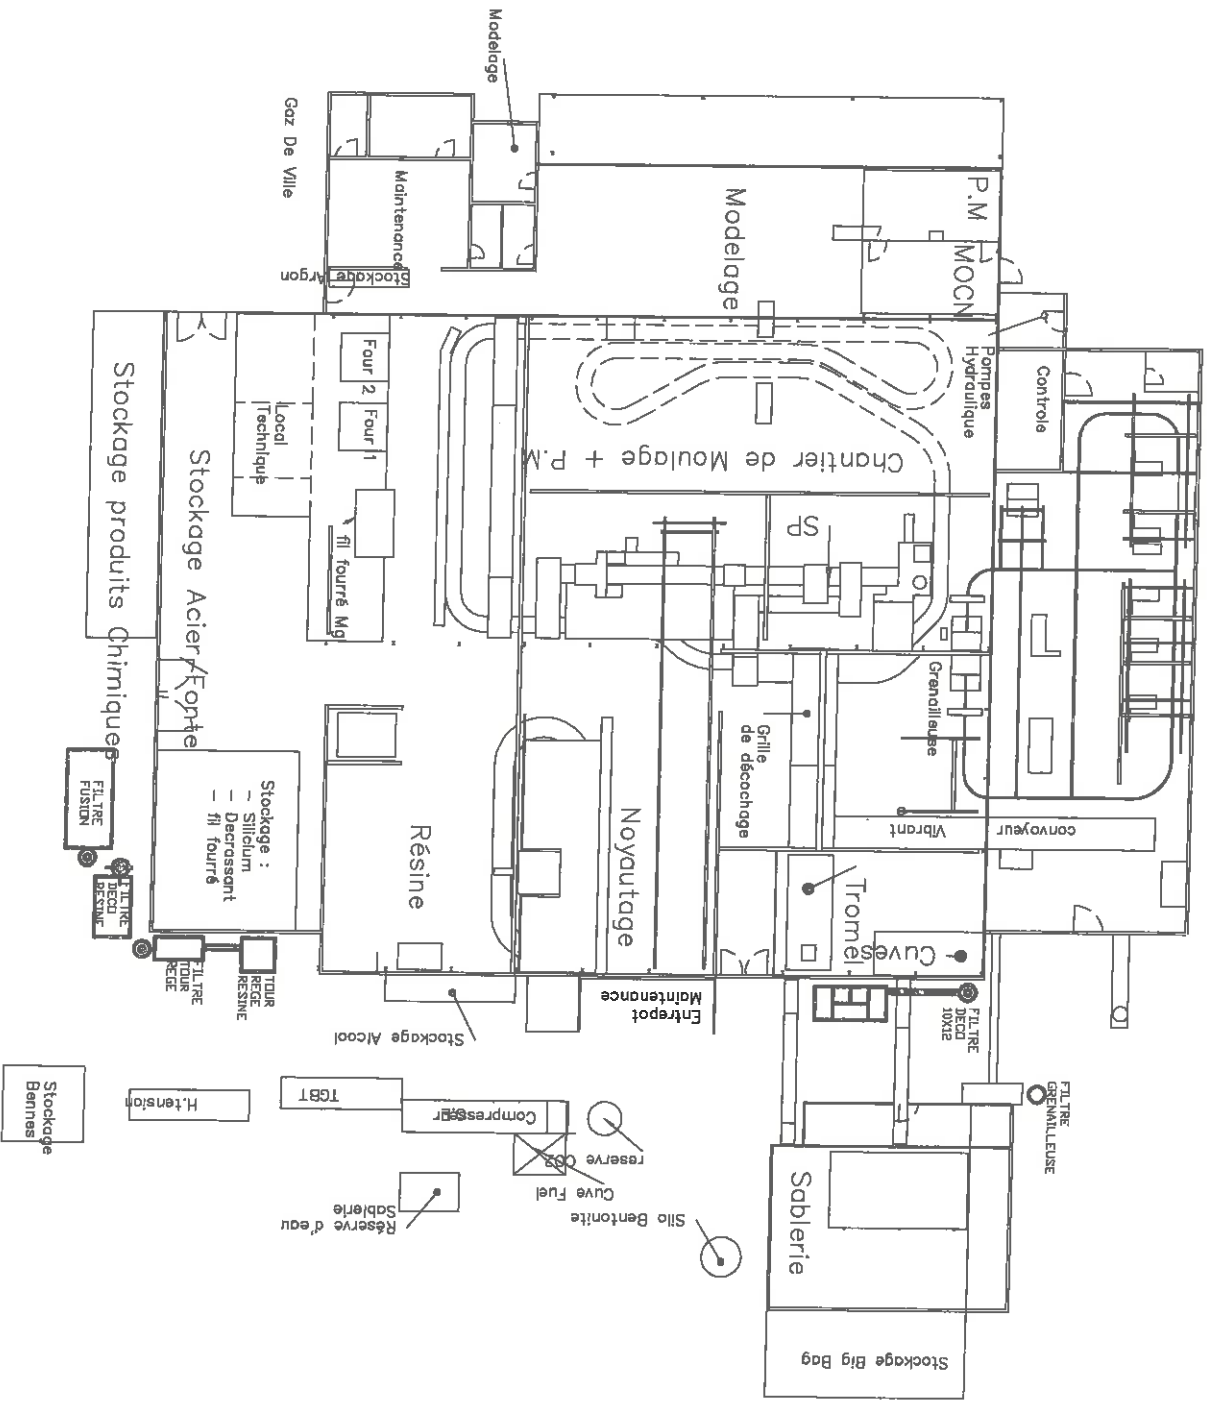 Modelage
Gaz De Ville
Maintenance
Stockage Argon
Modelage
P.M
MOCN
Pompes
Hydraulique
Controle
Four 2
Four 1
Local
Technique
fil fourré Mg
Stockage produits Chimiques
Stockage Acier/Fonte
Chantier de Moulage + P.M
SP
Grenailleuse
Grille
de décochage
Vibrant
convoyeur
Stockage :
- Silicium
- Decrassant
- fil fourré
Résine
Noyautage
Tromel
Cuves
FILTRE
FUSION
FILTRE
DECO
RESINE
FILTRE
TOUR
REGE
TOUR
REGE
RESINE
Entrepot
Maintenance
Stockage Alcool
FILTRE
DECO
10X12
FILTRE
GRENAILLEUSE
Stockage
Bennes
H.tension
TGBT
Compresseur
reserve CO2
Cuve Fuel
Réserve d'eau
Sablerie
Silo Bentonite
Sablerie
Stockage Big Bag